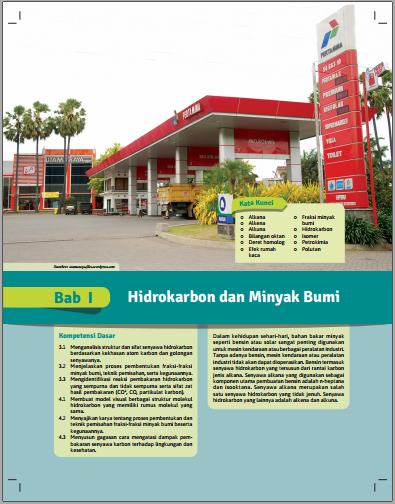 PERTAMINA
PERTAMAX
PREMIUM
TOILET
PERTAMINA
UTAMA RAYA
Kata Kunci
o Alkana
o Alkena
o Alkuna
o Bilangan oktan
o Deret homolog
o Efek rumah
kaca
o Fraksi minyak
bumi
o Hidrokarbon
o Isomer
o Petrokimia
o Polutan
Bab I
Hidrokarbon dan Minyak Bumi
Kompetensi Dasar
3.1 Menganalisis struktur dan sifat senyawa hidrokarbon
berdasarkan kekhasan atom karbon dan golongan
senyawanya.
3.2 Menjelaskan proses pembentukan fraksi-fraksi
minyak bumi, teknik pemisahan, serta kegunaannya.
3.3 Mengidentifikasi reaksi pembakaran hidrokarbon
yang sempurna dan tidak sempurna serta sifat zat
hasil pembakaran (CO², CO, partikulat karbon).
4.1 Membuat model visual berbagai struktur molekul
hidrokarbon yang memiliki rumus molekul yang
sama.
4.2 Menyajikan karya tentang proses pembentukan dan
teknik pemisahan fraksi-fraksi minyak bumi beserta
kegunaannya.
4.3 Menyusun gagasan cara mengatasi dampak pem-
bakaran senyawa karbon terhadap lingkungan dan
kesehatan.
Dalam kehidupan sehari-hari, bahan bakar minyak
seperti bensin atau solar sangat penting digunakan
untuk mesin kendaraan atau berbagai peralatan industri.
Tanpa adanya bensin, mesin kendaraan atau peralatan
industri tidak akan dapat dioperasikan. Bensin termasuk
senyawa hidrokarbon yang tersusun dari rantai karbon
jenis alkana. Senyawa alkana yang digunakan sebagai
komponen utama pembuatan bensin adalah n-heptana
dan isooktana. Senyawa alkana merupakan salah
satu senyawa hidrokarbon yang tidak jenuh. Senyawa
hidrokarbon yang lainnya adalah alkena dan alkuna.